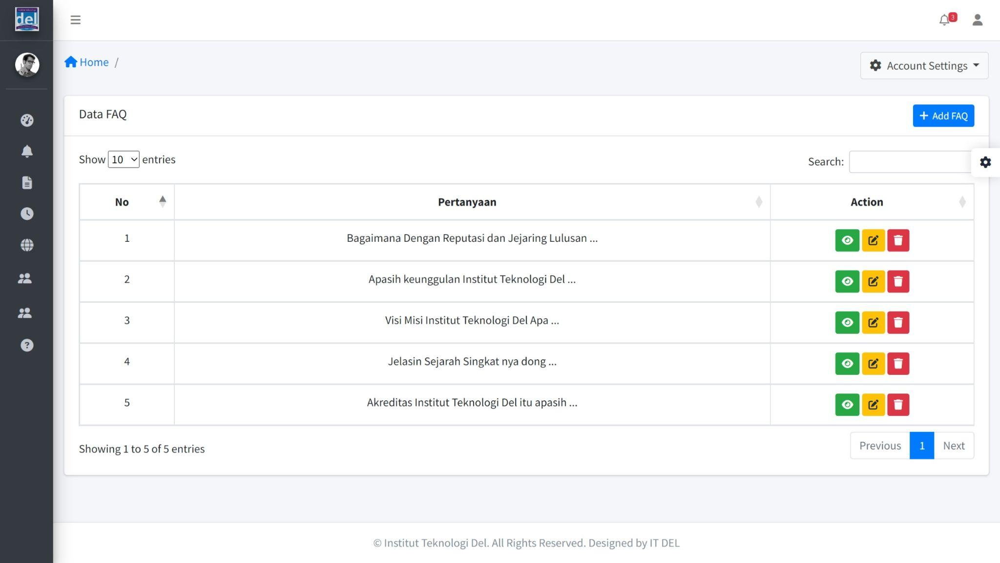 del
3
Home /
Account Settings
Data FAQ
Add FAQ
Show 10 entries
Search:
No Pertanyaan Action
1 Bagaimana Dengan Reputasi dan Jejaring Lulusan ...
2 Apasih keunggulan Institut Teknologi Del ...
3 Visi Misi Institut Teknologi Del Apa ...
4 Jelasin Sejarah Singkat nya dong ...
5 Akreditas Institut Teknologi Del itu apasih ...
Showing 1 to 5 of 5 entries
Previous 1 Next
© Institut Teknologi Del. All Rights Reserved. Designed by IT DEL